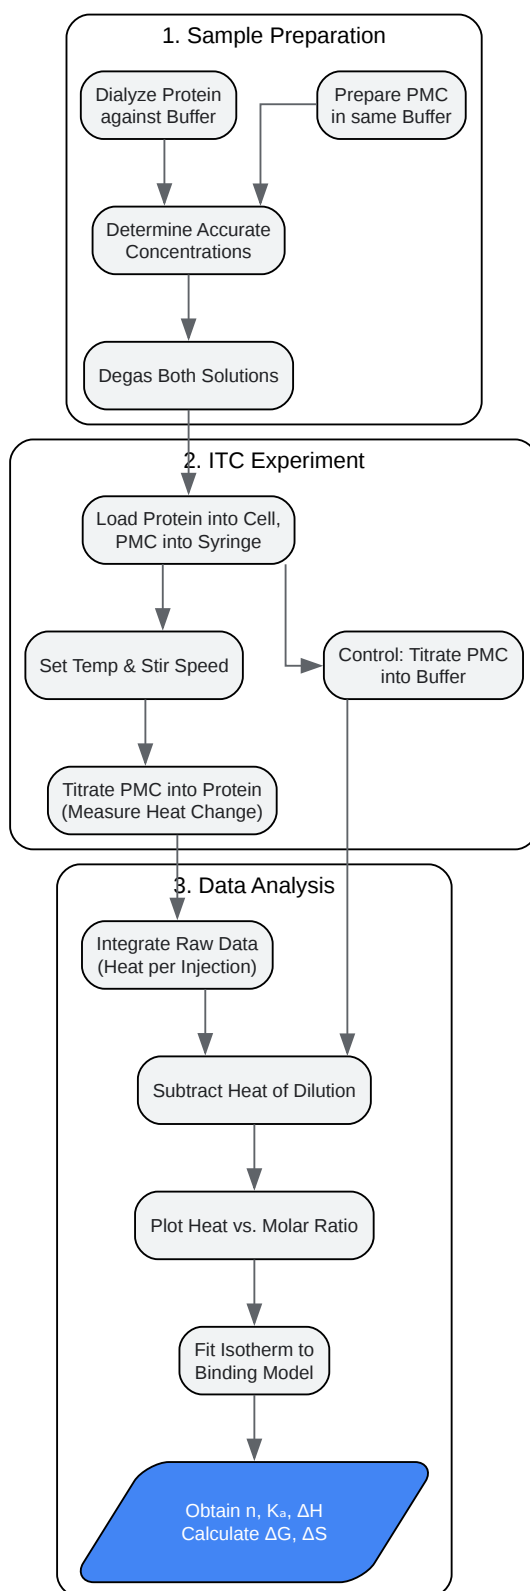 1. Sample Preparation
Dialyze Protein
against Buffer
Prepare PMC
in same Buffer
Determine Accurate
Concentrations
Degas Both Solutions
2. ITC Experiment
Load Protein into Cell,
PMC into Syringe
Set Temp & Stir Speed
Control: Titrate PMC
into Buffer
Titrate PMC into Protein
(Measure Heat Change)
3. Data Analysis
Integrate Raw Data
(Heat per Injection)
Subtract Heat of Dilution
Plot Heat vs. Molar Ratio
Fit Isotherm to
Binding Model
Obtain n, Kₐ, ΔH
Calculate ΔG, ΔS